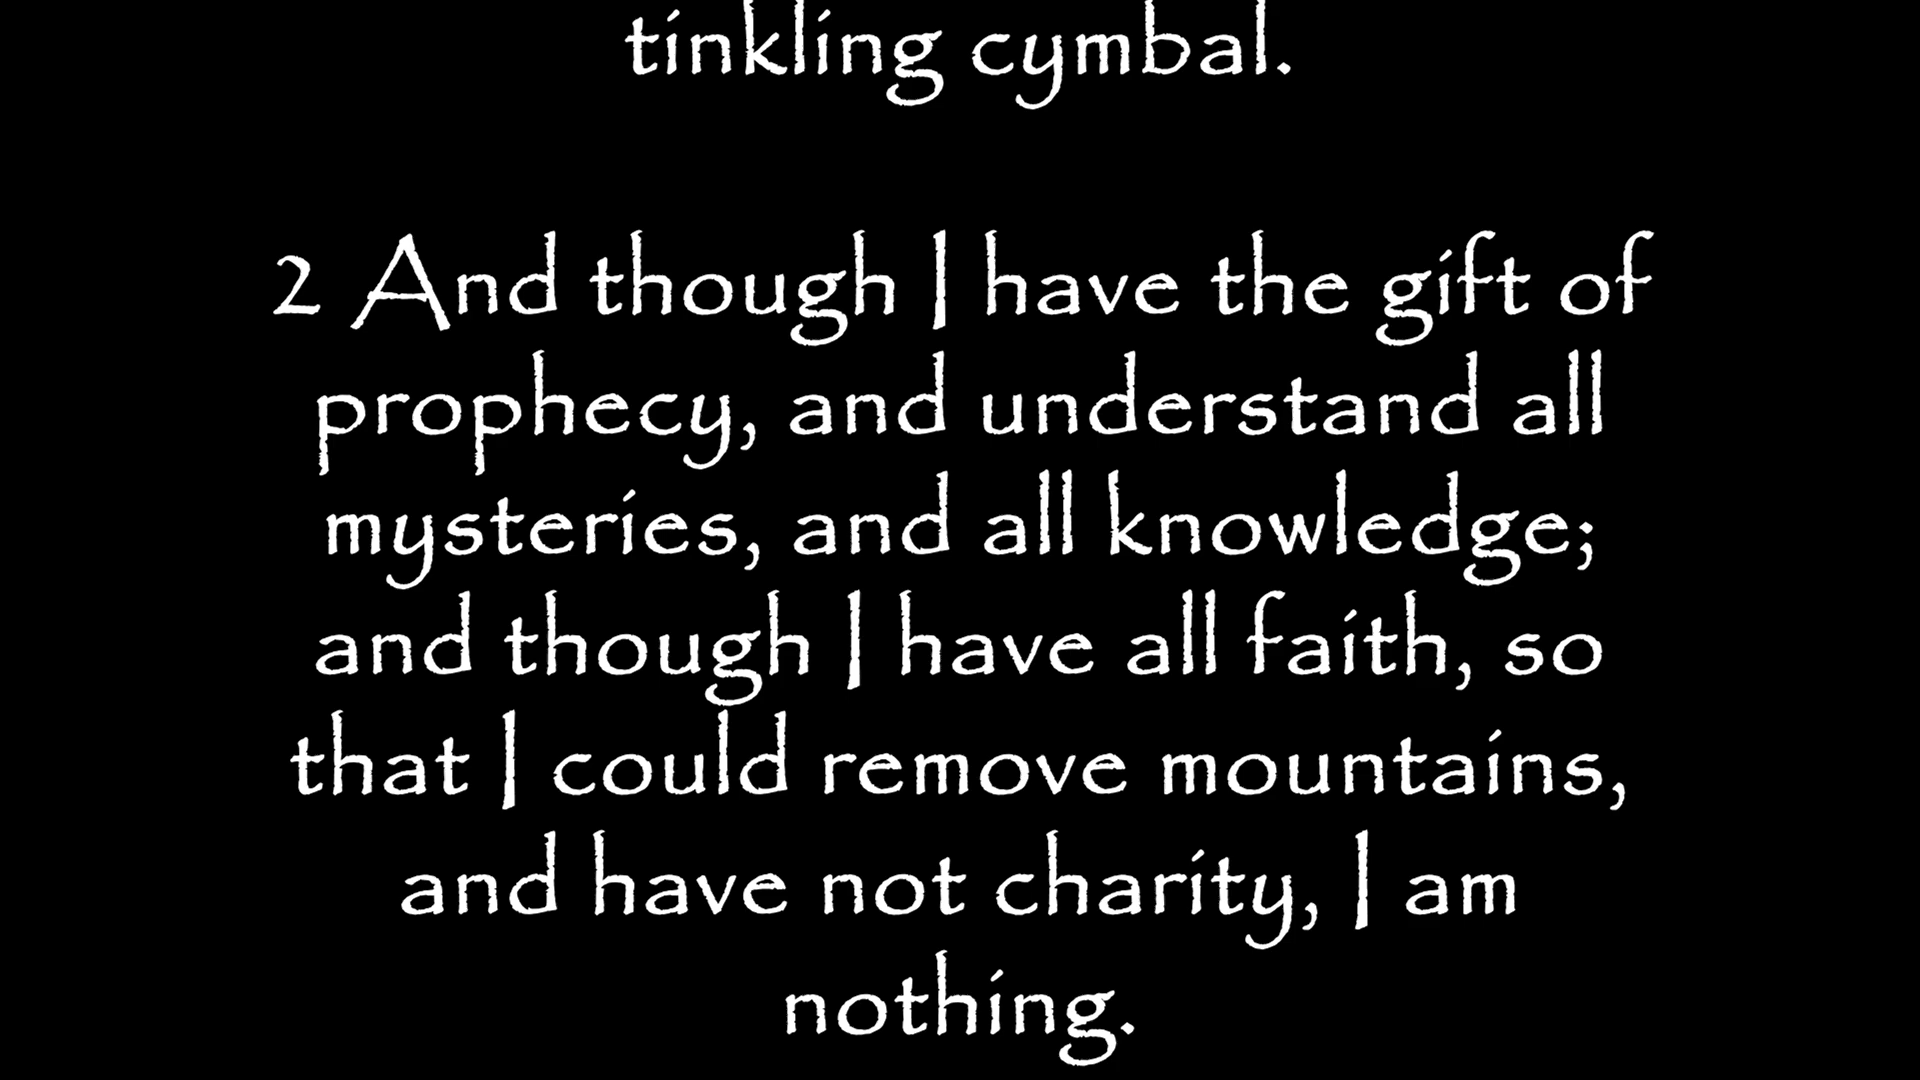 tinkling cymbal.
2 And though I have the gift of
prophecy, and understand all
mysteries, and all knowledge;
and though I have all faith, so
that I could remove mountains,
and have not charity, I am
nothing.